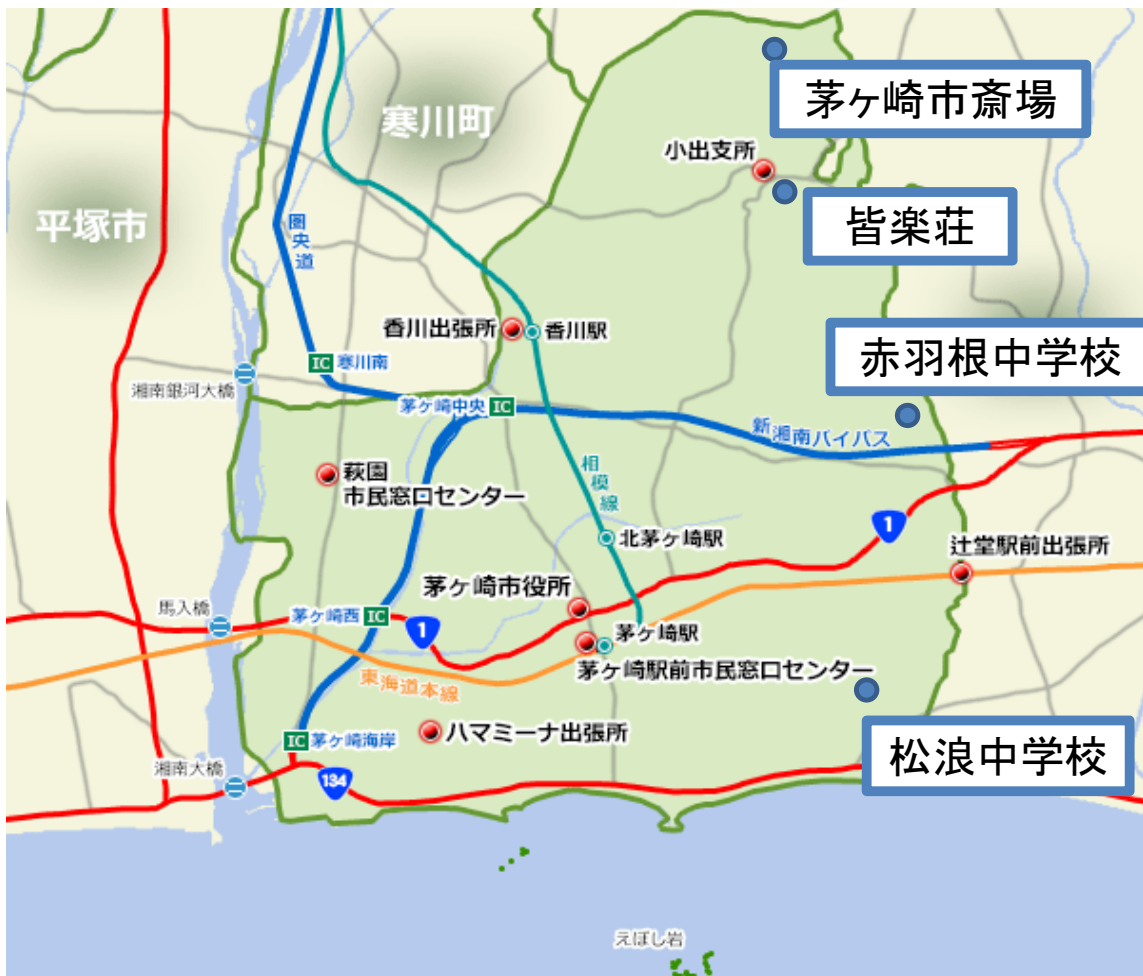 寒川町
茅ヶ崎市斎場
小出支所
平塚市
皆楽荘
圏央道
香川出張所
香川駅
赤羽根中学校
IC 寒川南
湘南銀河大橋
茅ヶ崎中央 IC
新湘南バイパス
萩園
市民窓口センター
相模線
1
北茅ヶ崎駅
辻堂駅前出張所
茅ヶ崎市役所
馬入橋
茅ヶ崎西 IC
1
茅ヶ崎駅
茅ヶ崎駅前市民窓口センター
東海道本線
ハマミーナ出張所
IC 茅ヶ崎海岸
松浪中学校
湘南大橋
134
えぼし岩